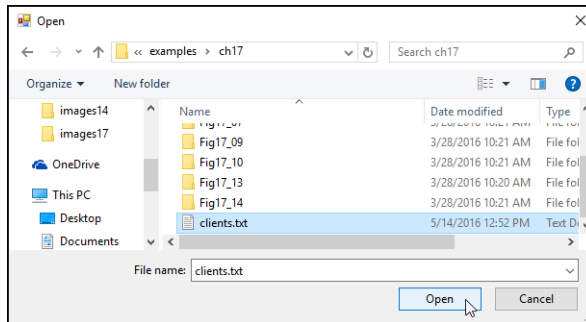 Open
« examples › ch17 Search ch17
Organize New folder
images14
images17
OneDrive
This PC
Desktop
Documents
Name Date modified Type
Fig17_09 3/28/2016 10:21 AM File fol
Fig17_10 3/28/2016 10:21 AM File fol
Fig17_13 3/28/2016 10:20 AM File fol
Fig17_14 3/28/2016 10:21 AM File fol
clients.txt 5/14/2016 12:52 PM Text D
File name: clients.txt
Open Cancel